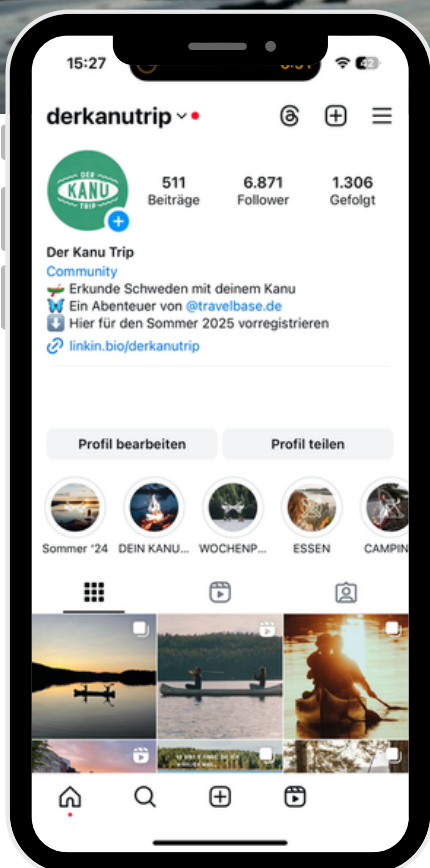 15:27
42
derkanutrip
DER
KANU
TRIP
511
6.871
1.306
Beiträge
Follower
Gefolgt
Der Kanu Trip
Community
Erkunde Schweden mit deinem Kanu
Ein Abenteuer von @travelbase.de
Hier für den Sommer 2025 vorregistrieren
linkin.bio/derkanutrip
Profil bearbeiten
Profil teilen
Sommer '24
DEIN KANU...
WOCHENP...
ESSEN
CAMPIN